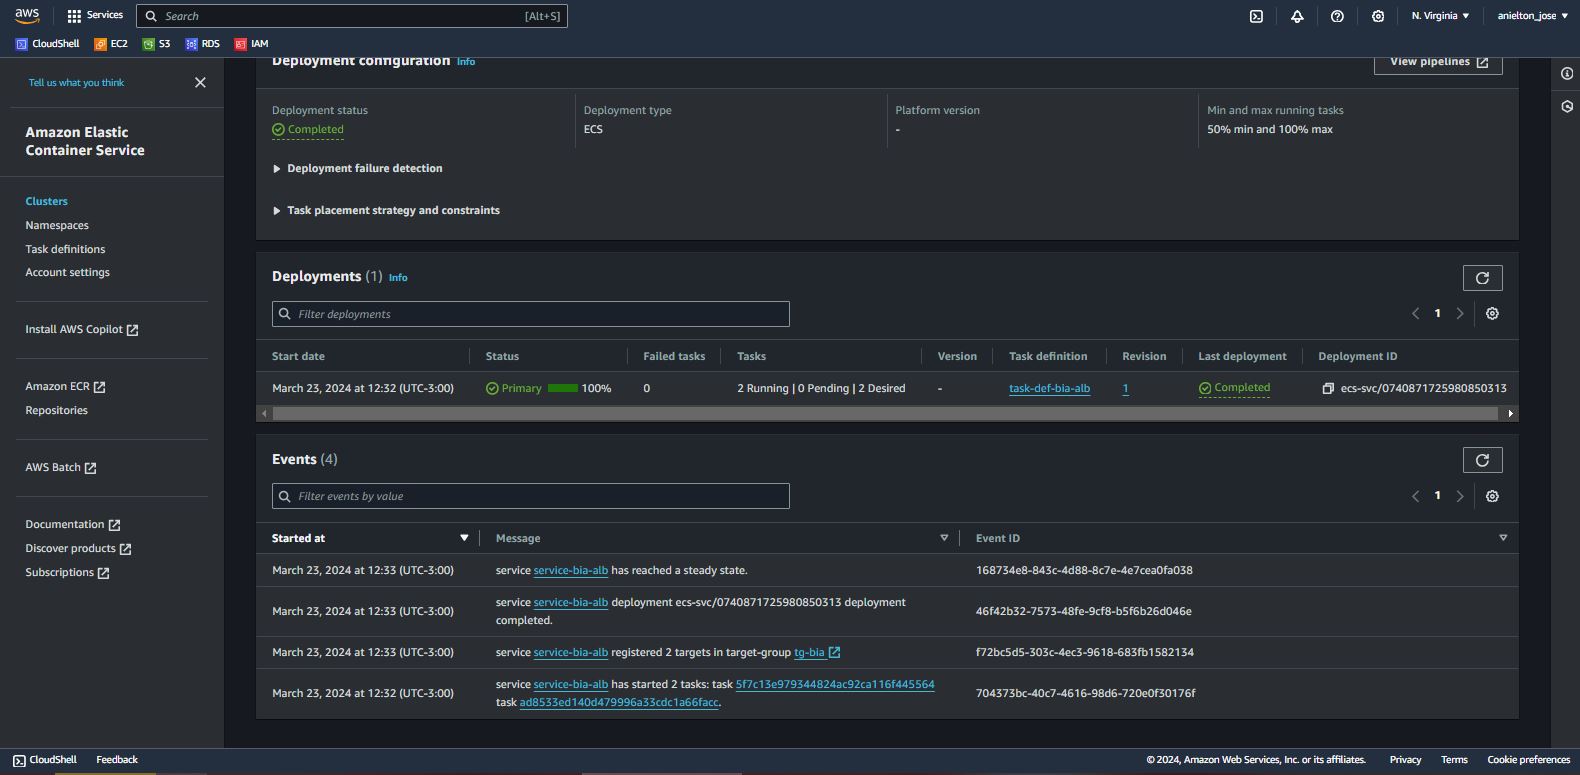 aws
Services
Search
[Alt+S]
N. Virginia
anielton_jose
CloudShell
EC2
S3
RDS
IAM
Tell us what you think
Amazon Elastic
Container Service
Clusters
Namespaces
Task definitions
Account settings
Install AWS Copilot
Amazon ECR
Repositories
AWS Batch
Documentation
Discover products
Subscriptions
Deployment configuration Info
View pipelines
Deployment status
Completed
Deployment type
ECS
Platform version
-
Min and max running tasks
50% min and 100% max
Deployment failure detection
Task placement strategy and constraints
Deployments (1) Info
Filter deployments
1
Start date
Status
Failed tasks
Tasks
Version
Task definition
Revision
Last deployment
Deployment ID
March 23, 2024 at 12:32 (UTC-3:00)
Primary 100%
0
2 Running | 0 Pending | 2 Desired
-
task-def-bia-alb
1
Completed
ecs-svc/0740871725980850313
Events (4)
Filter events by value
1
Started at
Message
Event ID
March 23, 2024 at 12:33 (UTC-3:00)
service service-bia-alb has reached a steady state.
168734e8-843c-4d88-8c7e-4e7cea0fa038
March 23, 2024 at 12:33 (UTC-3:00)
service service-bia-alb deployment ecs-svc/0740871725980850313 deployment
completed.
46f42b32-7573-48fe-9cf8-b5f6b26d046e
March 23, 2024 at 12:33 (UTC-3:00)
service service-bia-alb registered 2 targets in target-group tg-bia
f72bc5d5-303c-4ec3-9618-683fb1582134
March 23, 2024 at 12:32 (UTC-3:00)
service service-bia-alb has started 2 tasks: task 5f7c13e979344824ac92ca116f445564
task ad8533ed140d479996a33cdc1a66facc.
704373bc-40c7-4616-98d6-720e0f30176f
CloudShell
Feedback
© 2024, Amazon Web Services, Inc. or its affiliates.
Privacy
Terms
Cookie preferences